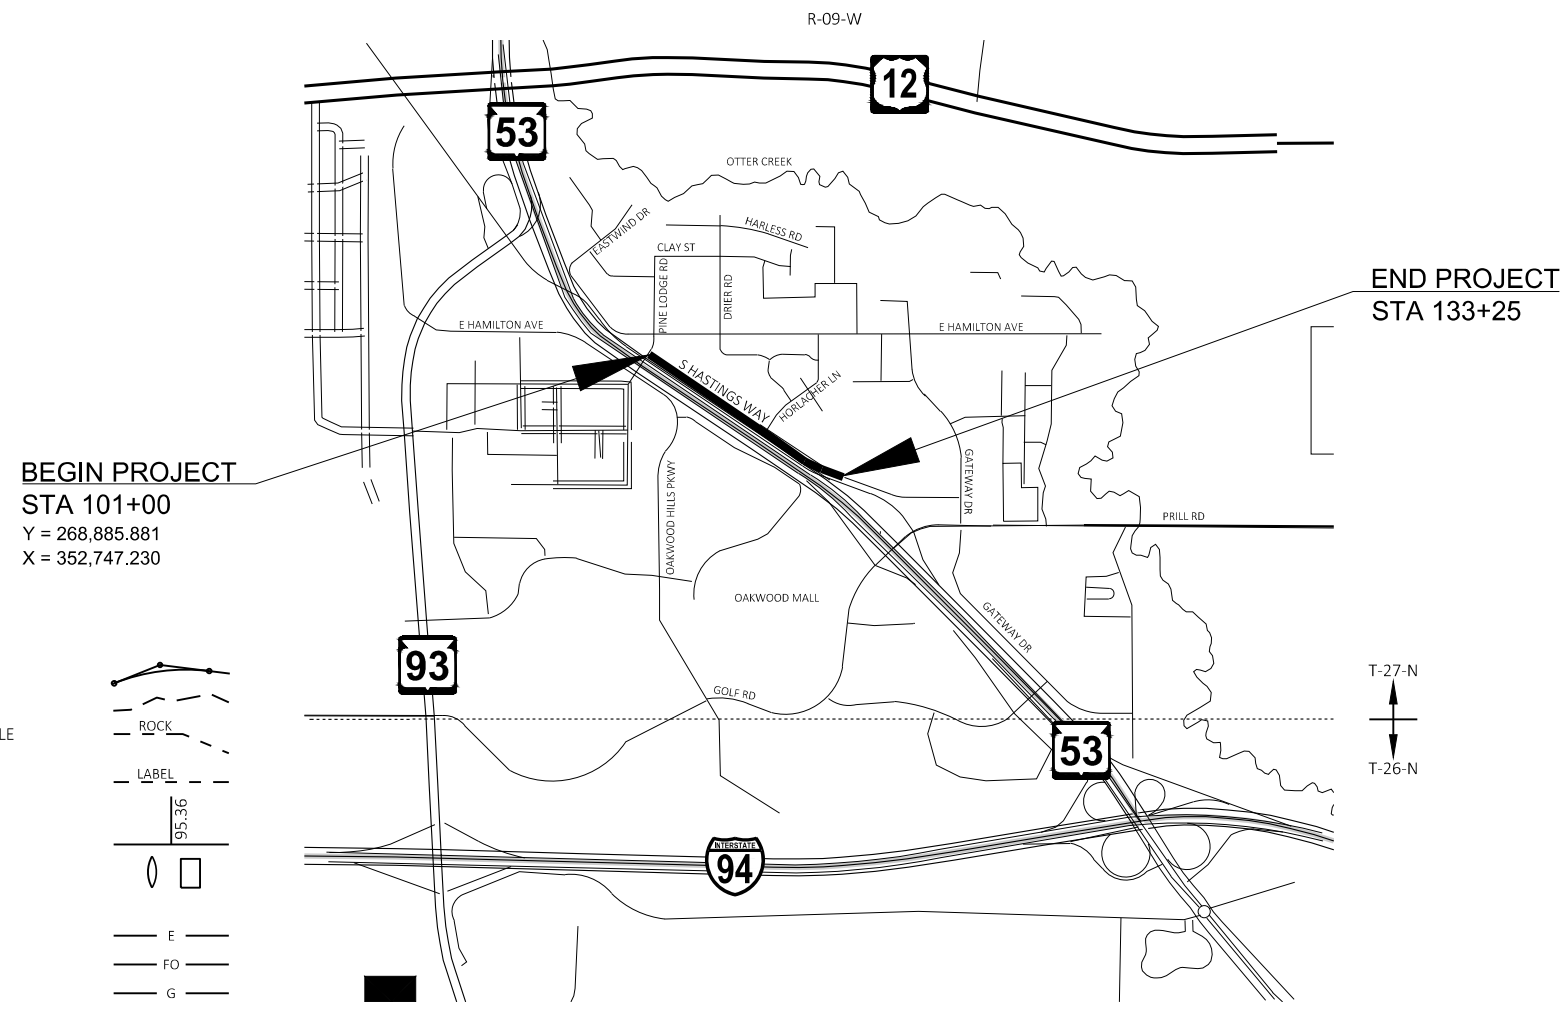 R-09-W
12
53
OTTER CREEK
EASTWIND DR
HARLESS RD
CLAY ST
PINE LODGE RD
DRIER RD
END PROJECT
STA 133+25
E HAMILTON AVE
E HAMILTON AVE
S HASTINGS WAY
HORLACHER LN
BEGIN PROJECT
STA 101+00
Y = 268,885.881
X = 352,747.230
OAKWOOD HILLS PKWY
GATEWAY DR
PRILL RD
OAKWOOD MALL
GATEWAY DR
93
GOLF RD
T-27-N
T-26-N
53
ROCK
LE
LABEL
95.36
INTERSTATE
94
E
FO
G